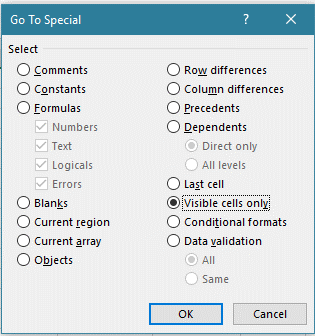 Go To Special
?
Select
Comments
Constants
Formulas
Numbers
Text
Logicals
Errors
Blanks
Current region
Current array
Objects
Row differences
Column differences
Precedents
Dependents
Direct only
All levels
Last cell
Visible cells only
Conditional formats
Data validation
All
Same
OK
Cancel